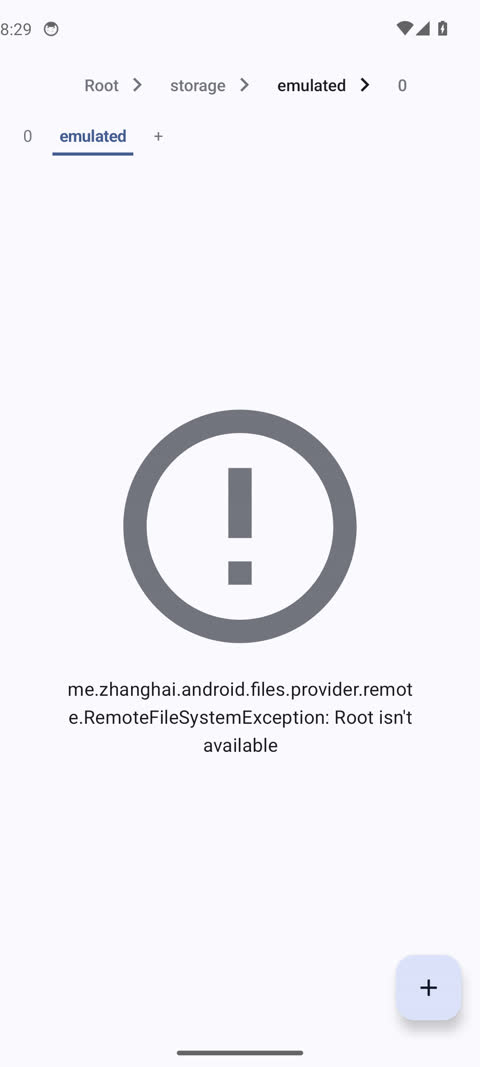 8:29
Root storage emulated 0
0 emulated +
me.zhanghai.android.files.provider.remot
e.RemoteFileSystemException: Root isn't
available